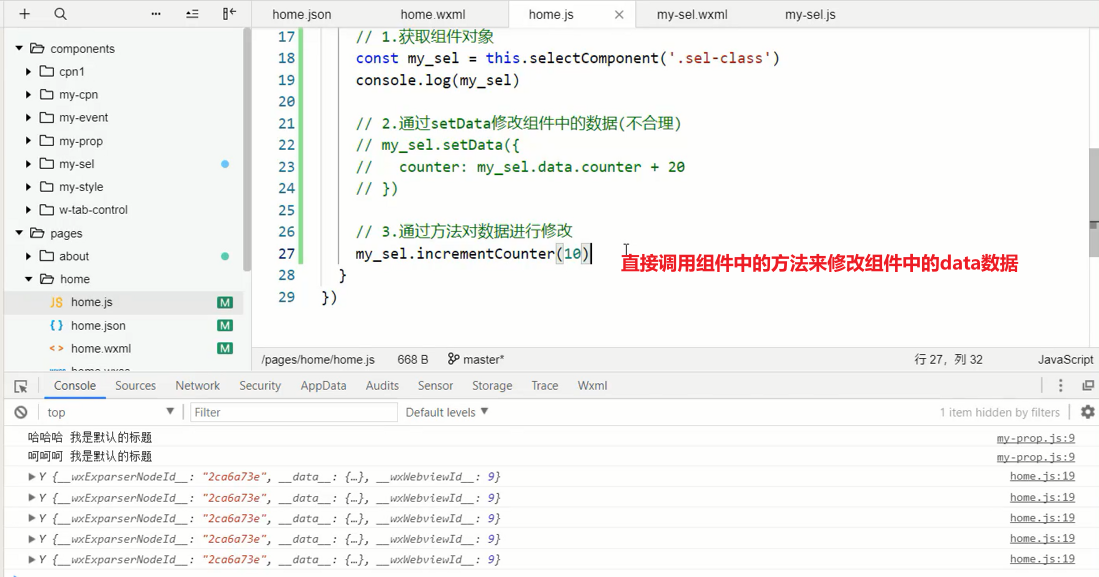 home.json
home.wxml
home.js
my-sel.wxml
my-sel.js
components
cpn1
my-cpn
my-event
my-prop
my-sel
my-style
w-tab-control
pages
about
home
JS home.js M
{ } home.json M
<> home.wxml M
17 // 1.获取组件对象
18 const my_sel = this.selectComponent('.sel-class')
19 console.log(my_sel)
20
21 // 2.通过setData修改组件中的数据(不合理)
22 // my_sel.setData({
23 //   counter: my_sel.data.counter + 20
24 // })
25
26 // 3.通过方法对数据进行修改
27 my_sel.incrementCounter(10)
28 }
29 })
直接调用组件中的方法来修改组件中的data数据
/pages/home/home.js 668 B master* 行 27，列 32 JavaScript
Console Sources Network Security AppData Audits Sensor Storage Trace Wxml
top Filter Default levels 1 item hidden by filters
哈哈哈 我是默认的标题 my-prop.js:9
呵呵呵 我是默认的标题 my-prop.js:9
Y {__wxExparserNodeId__: "2ca6a73e", __data__: {…}, __wxWebviewId__: 9} home.js:19
Y {__wxExparserNodeId__: "2ca6a73e", __data__: {…}, __wxWebviewId__: 9} home.js:19
Y {__wxExparserNodeId__: "2ca6a73e", __data__: {…}, __wxWebviewId__: 9} home.js:19
Y {__wxExparserNodeId__: "2ca6a73e", __data__: {…}, __wxWebviewId__: 9} home.js:19
Y {__wxExparserNodeId__: "2ca6a73e", __data__: {…}, __wxWebviewId__: 9} home.js:19